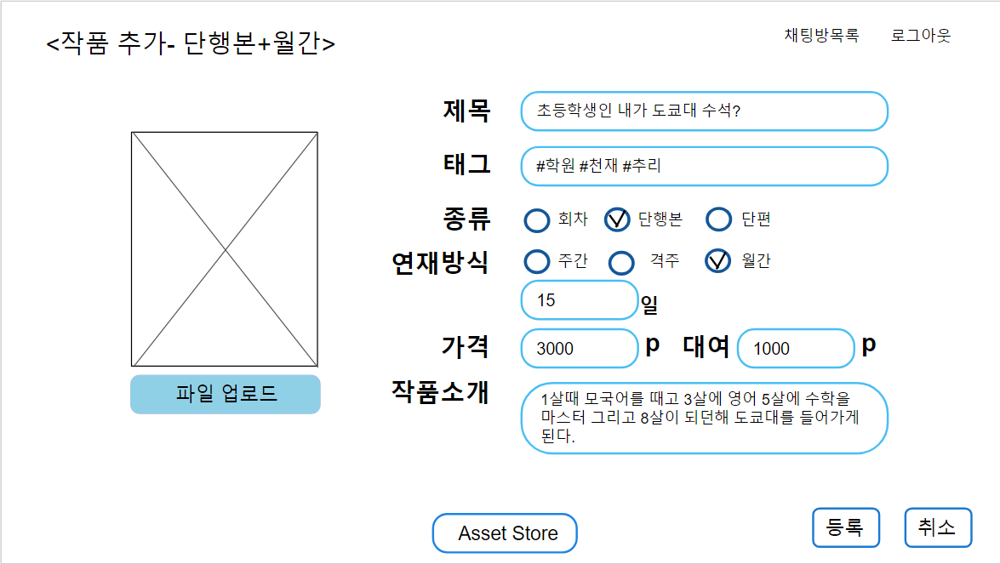 <작품 추가- 단행본+월간>
채팅방목록 로그아웃
제목 초등학생인 내가 도쿄대 수석?
태그 #학원 #천재 #추리
종류 회차 단행본 단편
연재방식 주간 격주 월간
15 일
가격 3000 p 대여 1000 p
파일 업로드
작품소개
1살때 모국어를 때고 3살에 영어 5살에 수학을
마스터 그리고 8살이 되던해 도쿄대를 들어가게
된다.
Asset Store 등록 취소